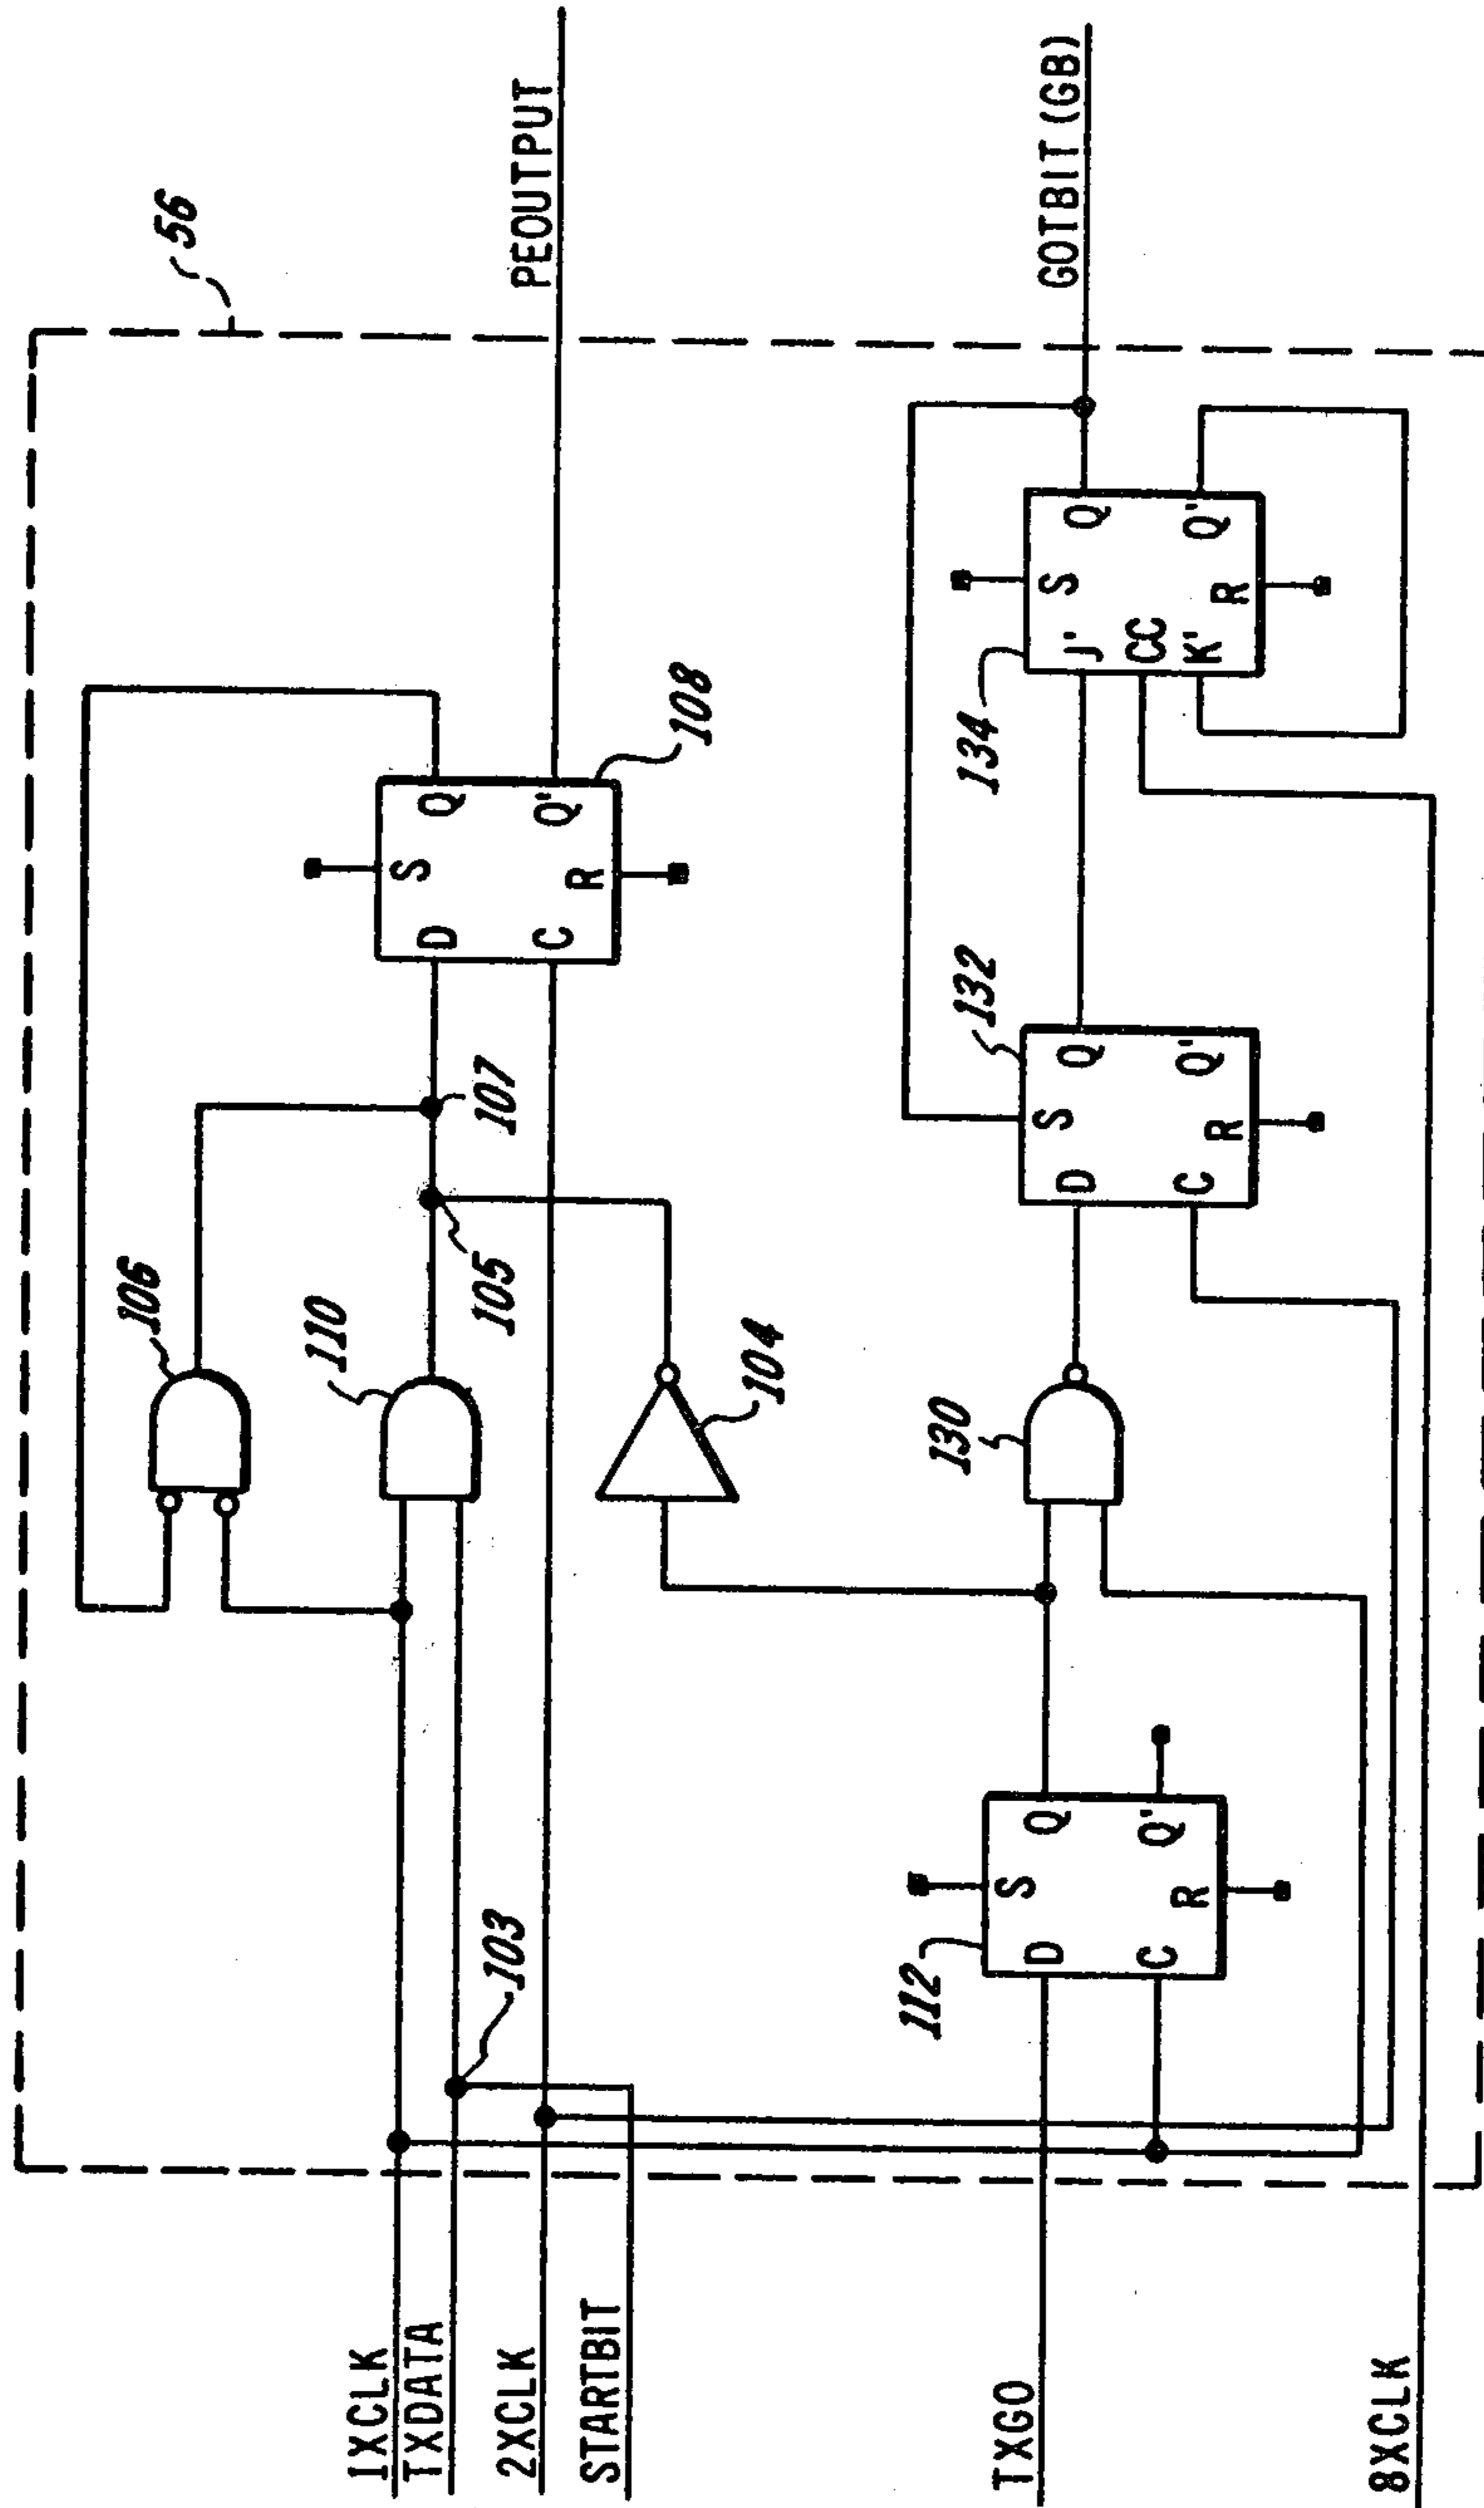 56
1XCLK
TXDATA
2XCLK
STARTBIT
TXGO
8XCLK
106
110
105
107
104
103
D
S
Q
C
R
Q'
108
PEOUTPUT
112
D
S
Q
C
R
Q'
130
132
D
S
Q
C
R
Q'
134
J'
S
Q
CC
K'
R
Q'
GOTBIT(GB)